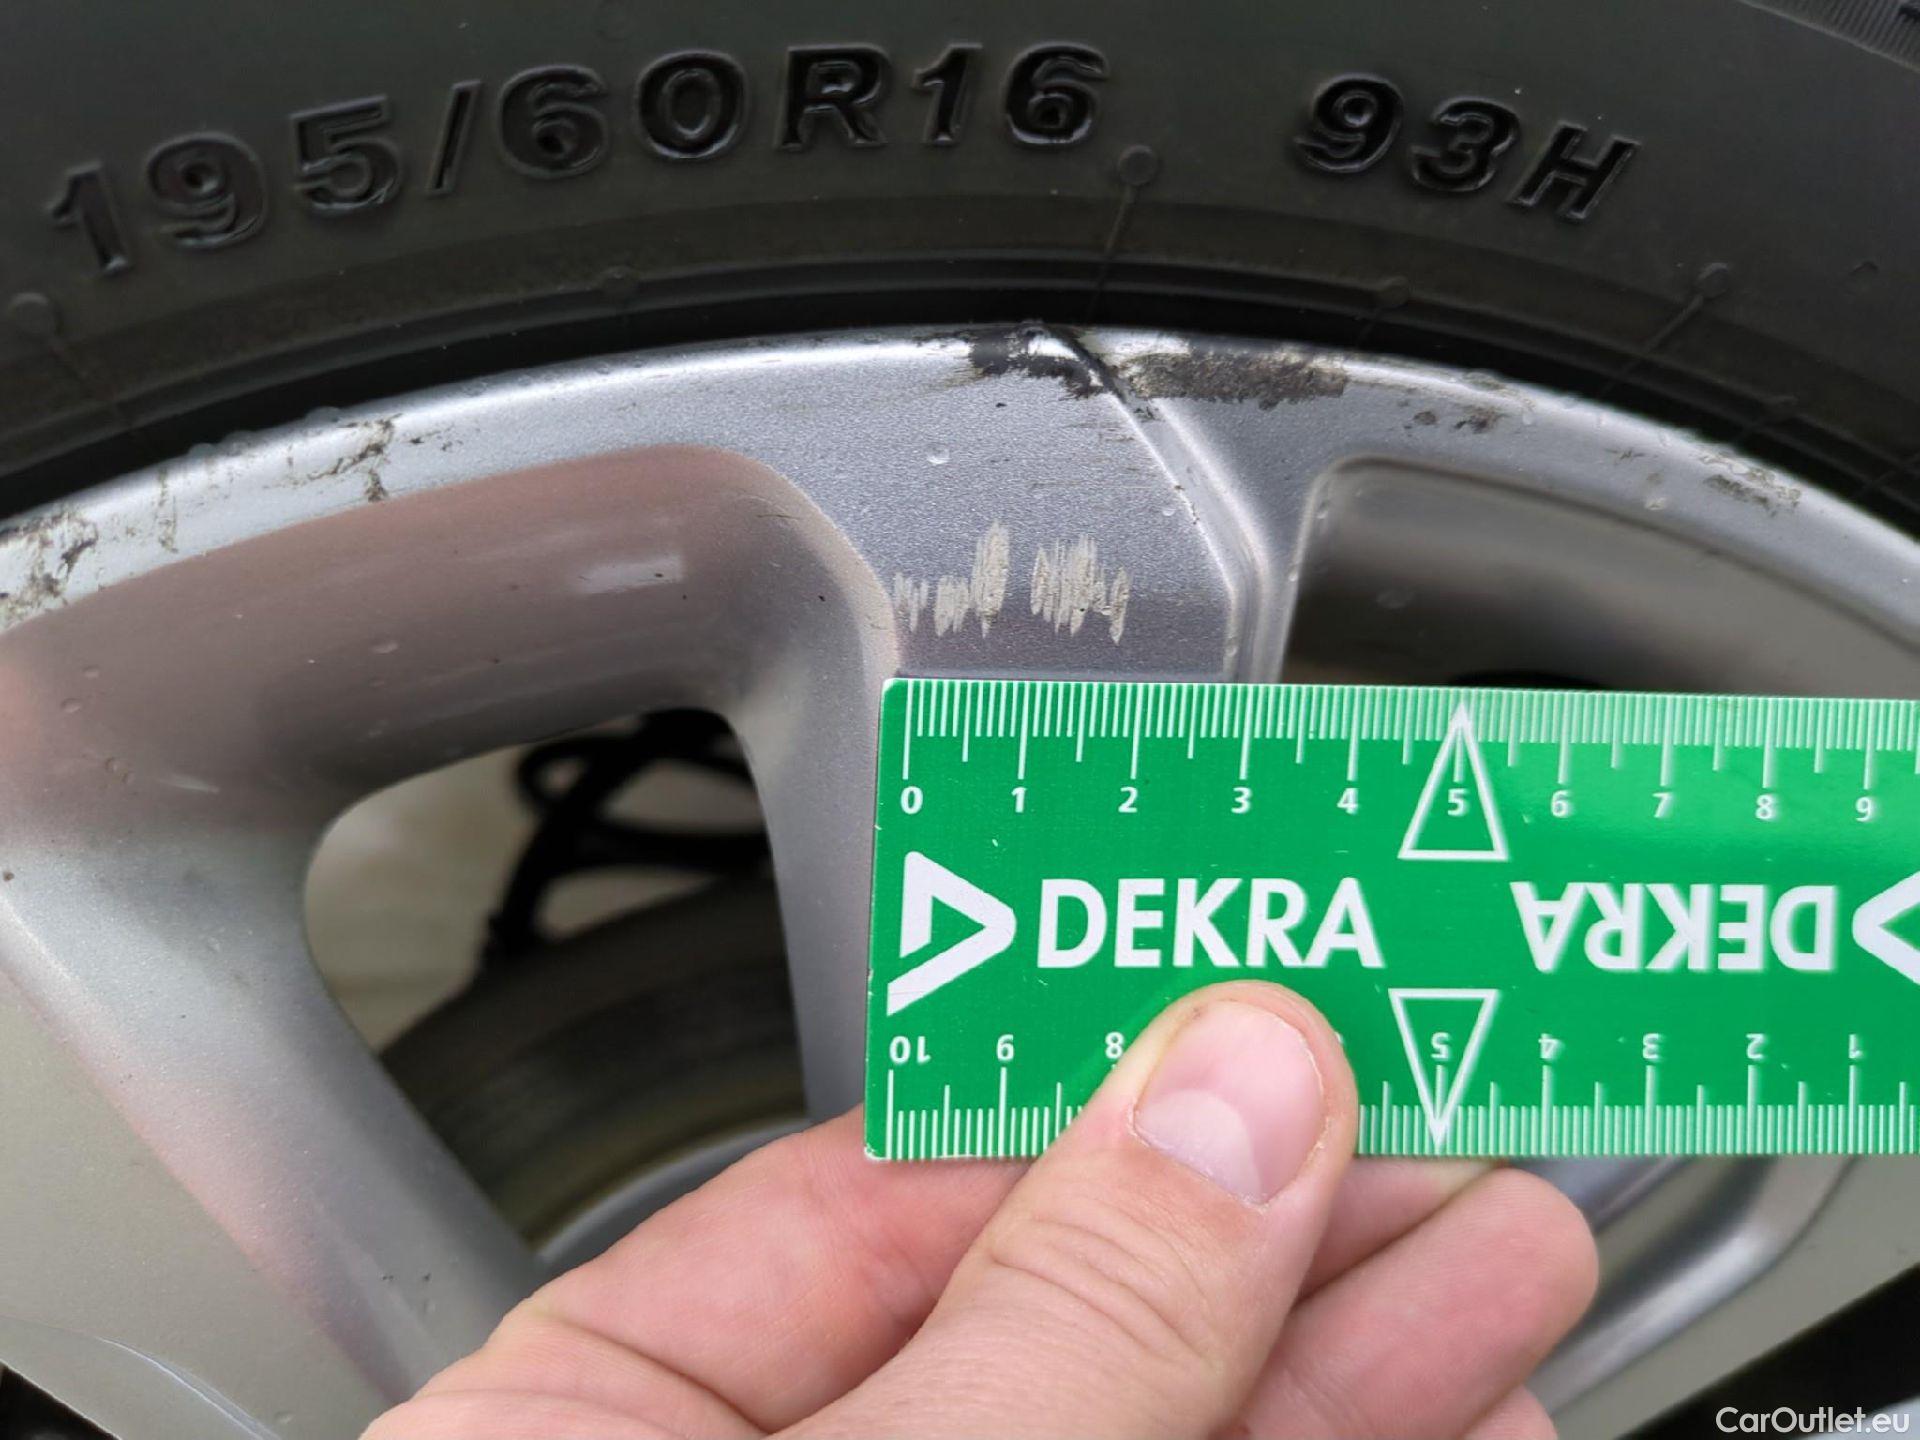 195/60R16 93H
0 1 2 3 4 5 6 7 8 9
DEKRA DEKRA
10 9 8 5 4 3 2 1
CarOutlet.eu